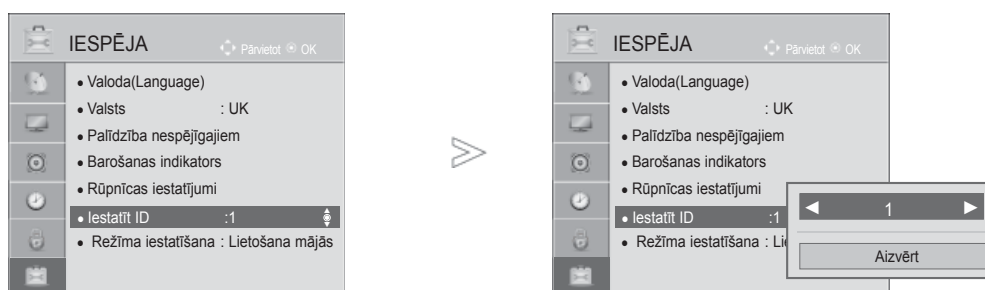 IESPĒJA
Pārvietot OK
• Valoda(Language)
• Valsts : UK
• Palīdzība nespējīgajiem
• Barošanas indikators
• Rūpnīcas iestatījumi
• Iestatīt ID :1
• Režīma iestatīšana : Lietošana mājās
IESPĒJA
Pārvietot OK
• Valoda(Language)
• Valsts : UK
• Palīdzība nespējīgajiem
• Barošanas indikators
• Rūpnīcas iestatījumi
• Iestatīt ID :1
• Režīma iestatīšana : Li
◄ 1 ►
Aizvērt